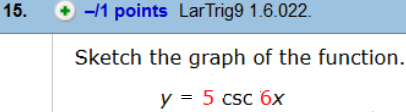 15. –/1 points LarTrig9 1.6.022.
Sketch the graph of the function.
y = 5 csc 6x